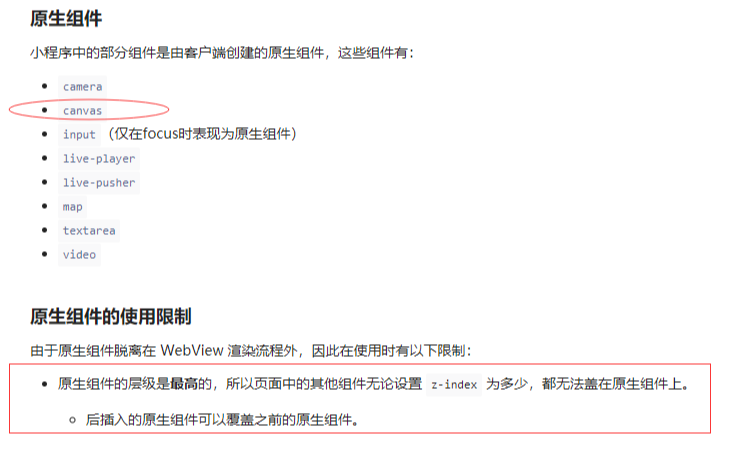 原生组件
小程序中的部分组件是由客户端创建的原生组件，这些组件有：
camera
canvas
input（仅在focus时表现为原生组件）
live-player
live-pusher
map
textarea
video
原生组件的使用限制
由于原生组件脱离在 WebView 渲染流程外，因此在使用时有以下限制：
原生组件的层级是最高的，所以页面中的其他组件无论设置 z-index 为多少，都无法盖在原生组件上。
后插入的原生组件可以覆盖之前的原生组件。